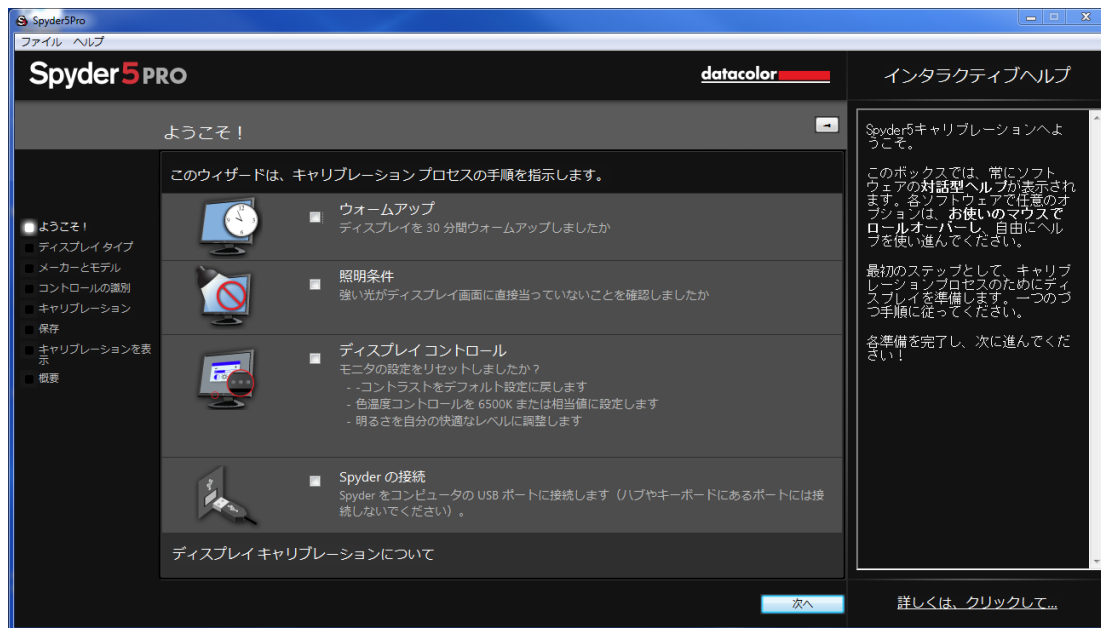 Spyder5Pro
ファイル ヘルプ
Spyder5PRO
datacolor
インタラクティブヘルプ
ようこそ！
このウィザードは、キャリブレーション プロセスの手順を指示します。
ようこそ！
ディスプレイ タイプ
メーカーとモデル
コントロールの識別
キャリブレーション
保存
キャリブレーションを表
示
概要
ウォームアップ
ディスプレイを 30 分間ウォームアップしましたか
照明条件
強い光がディスプレイ画面に直接当っていないことを確認しましたか
ディスプレイ コントロール
モニタの設定をリセットしましたか？
- -コントラストをデフォルト設定に戻します
- 色温度コントロールを 6500K または相当値に設定します
- 明るさを自分の快適なレベルに調整します
Spyder の接続
Spyder をコンピュータの USB ポートに接続します（ハブやキーボードにあるポートには接
続しないでください）。
ディスプレイ キャリブレーションについて
次へ
Spyder5キャリブレーションへよ
うこそ。
このボックスでは、常にソフト
ウェアの対話型ヘルプが表示され
ます。各ソフトウェアで任意のオ
プションは、お使いのマウスで
ロールオーバーし、自由にヘル
プを使い進んでください。
最初のステップとして、キャリブ
レーションプロセスのためにディ
スプレイを準備します。一つのづ
つ手順に従ってください。
各準備を完了し、次に進んでくだ
さい！
詳しくは、クリックして...